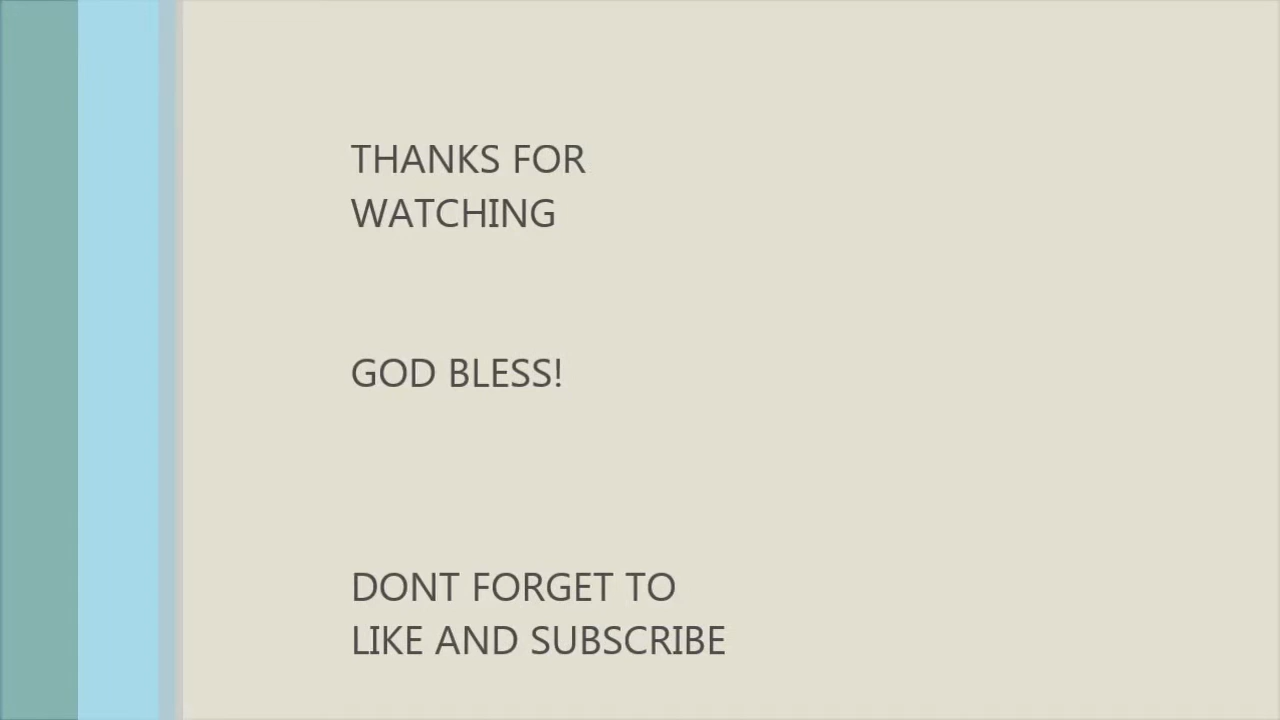 THANKS FOR
WATCHING
GOD BLESS!
DONT FORGET TO
LIKE AND SUBSCRIBE